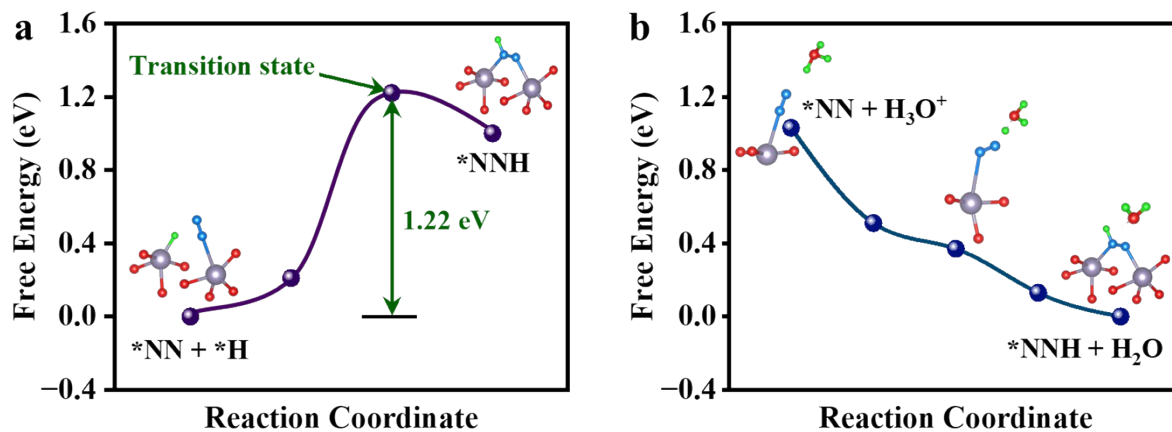 a
Free Energy (eV)
1.6
1.2
0.8
0.4
0.0
−0.4
Transition state
*NNH
1.22 eV
*NN + *H
Reaction Coordinate
b
Free Energy (eV)
1.6
1.2
0.8
0.4
0.0
−0.4
*NN + H₃O⁺
*NNH + H₂O
Reaction Coordinate